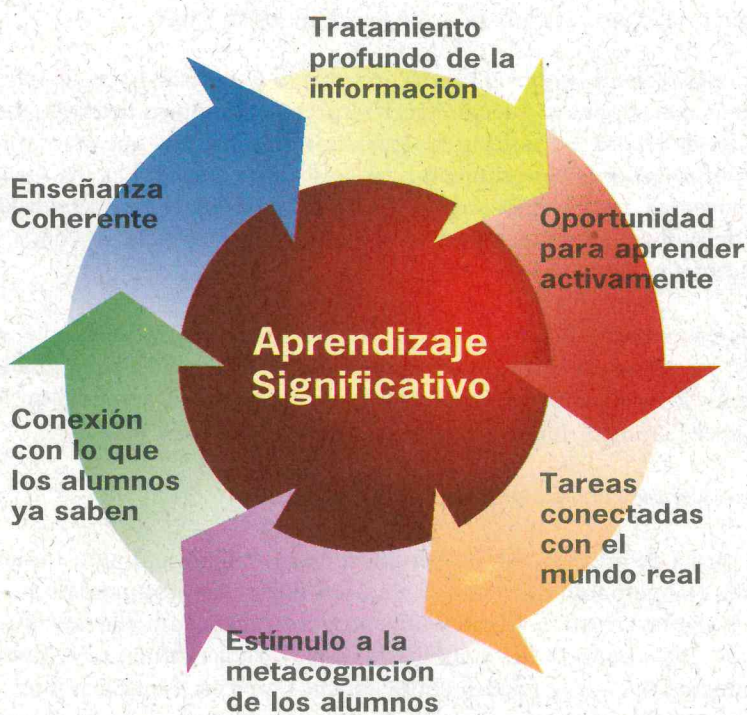 Tratamiento
profundo de la
información
Oportunidad
para aprender
activamente
Tareas
conectadas
con el
mundo real
Estímulo a la
metacognición
de los alumnos
Conexión
con lo que
los alumnos
ya saben
Enseñanza
Coherente
Aprendizaje
Significativo